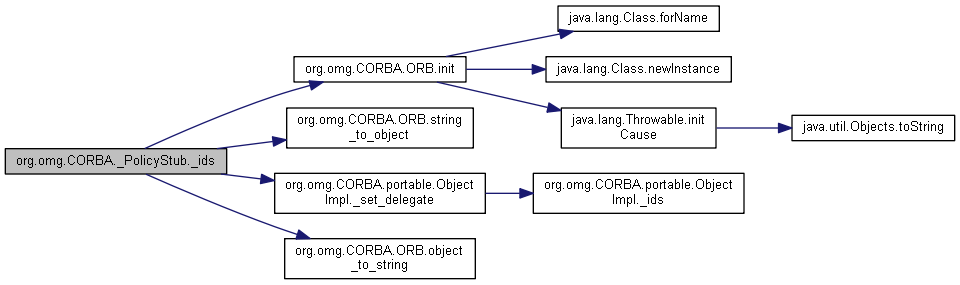 java.lang.Class.forName
org.omg.CORBA.ORB.init
java.lang.Class.newInstance
org.omg.CORBA.ORB.string
_to_object
java.lang.Throwable.init
Cause
java.util.Objects.toString
org.omg.CORBA._PolicyStub._ids
org.omg.CORBA.portable.Object
Impl._set_delegate
org.omg.CORBA.portable.Object
Impl._ids
org.omg.CORBA.ORB.object
_to_string